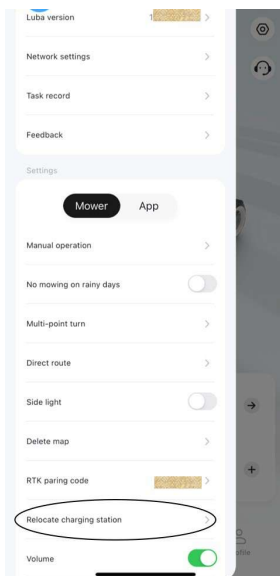 Luba version
Network settings
Task record
Feedback
Settings
Mower App
Manual operation
No mowing on rainy days
Multi-point turn
Direct route
Side light
Delete map
RTK paring code
Relocate charging station
Volume